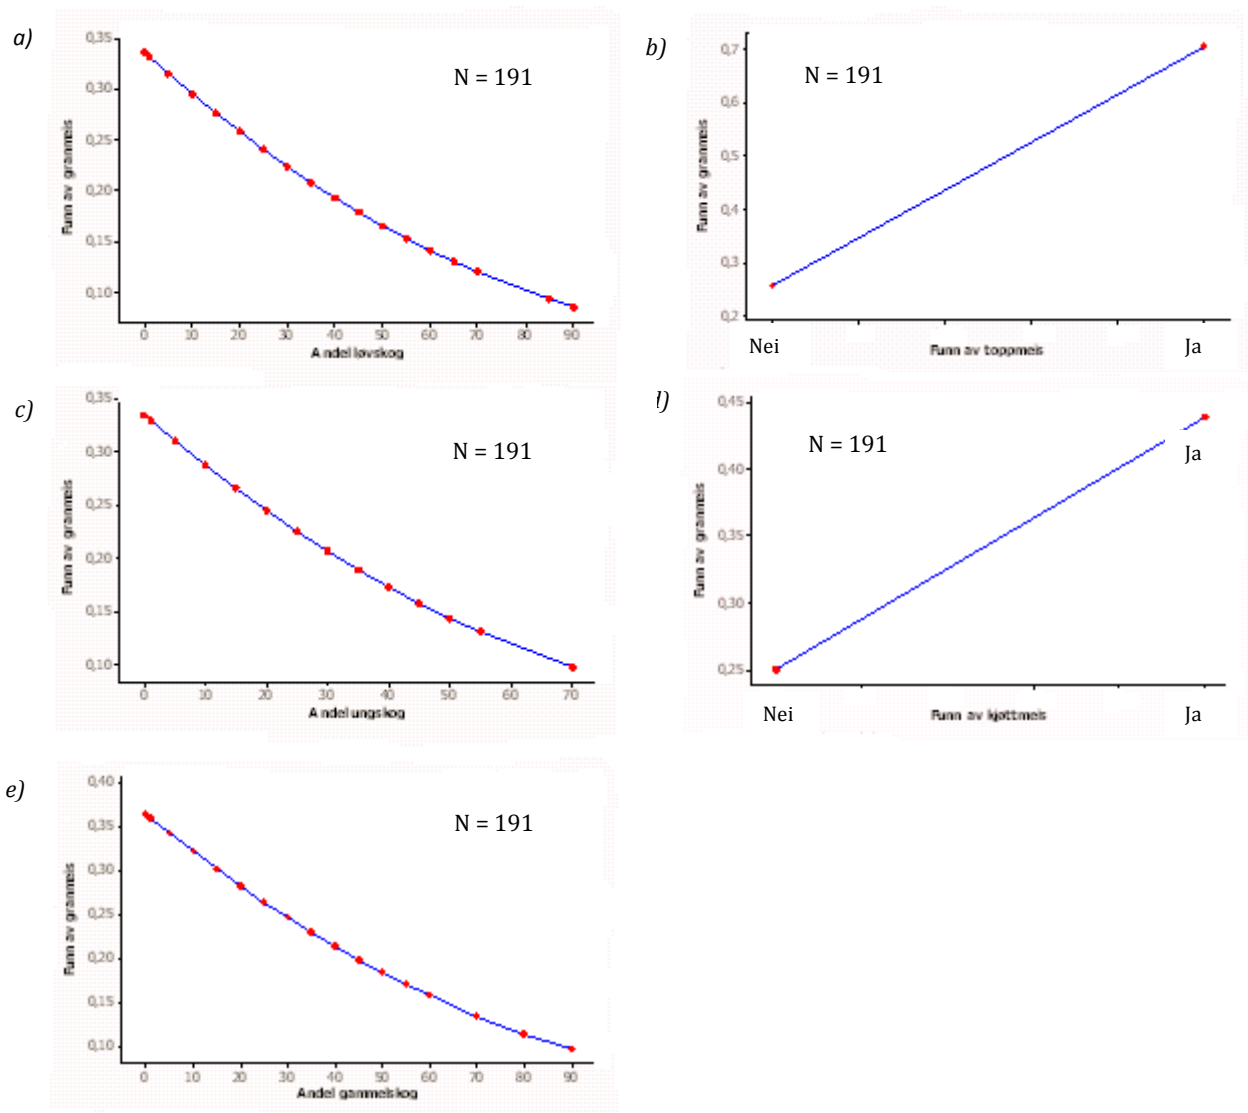 a)
N = 191
Funn av granmeis
0,35
0,30
0,25
0,20
0,15
0,10
0 10 20 30 40 50 60 70 80 90
Andel løvskog
b)
N = 191
Funn av granmeis
0,7
0,6
0,5
0,4
0,3
0,2
Nei Ja
Funn av toppmeis
c)
N = 191
Funn av granmeis
0,35
0,30
0,25
0,20
0,15
0,10
0 10 20 30 40 50 60 70
Andel ungskog
l)
N = 191
Funn av granmeis
0,45
0,40
0,35
0,30
0,25
Ja
Nei Ja
Funn av kjøttmeis
e)
N = 191
Funn av granmeis
0,40
0,35
0,30
0,25
0,20
0,15
0,10
0 10 20 30 40 50 60 70 80 90
Andel gammelskog